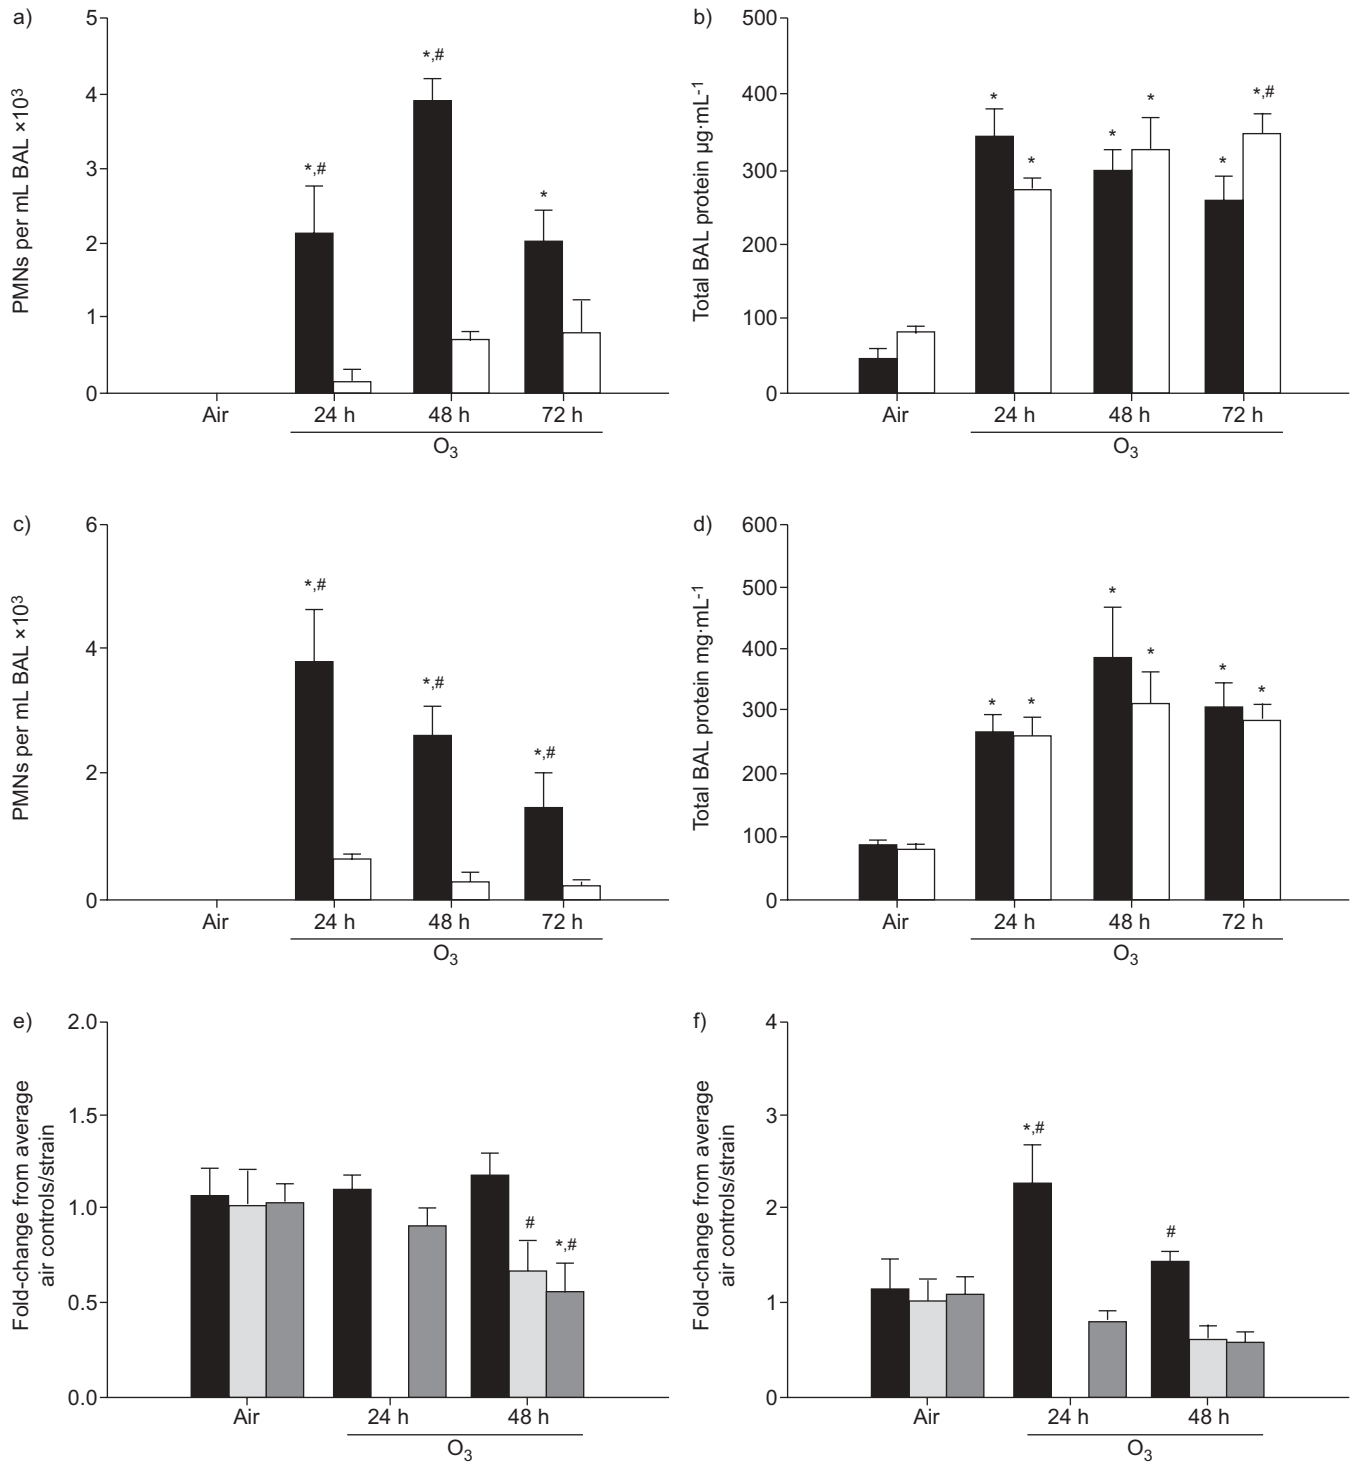 a)
PMNs per mL BAL ×10³
5
4
3
2
1
0
*,#
*,#
*
Air
24 h
48 h
72 h
O₃
b)
Total BAL protein µg·mL⁻¹
500
400
300
200
100
0
*
*
*
*
*
*,#
Air
24 h
48 h
72 h
O₃
c)
PMNs per mL BAL ×10³
6
4
2
0
*,#
*,#
*,#
Air
24 h
48 h
72 h
O₃
d)
Total BAL protein mg·mL⁻¹
600
500
400
300
200
100
0
*
*
*
*
*
*
Air
24 h
48 h
72 h
O₃
e)
Fold-change from average
air controls/strain
2.0
1.5
1.0
0.5
0.0
#
*,#
Air
24 h
48 h
O₃
f)
Fold-change from average
air controls/strain
4
3
2
1
0
*,#
#
Air
24 h
48 h
O₃